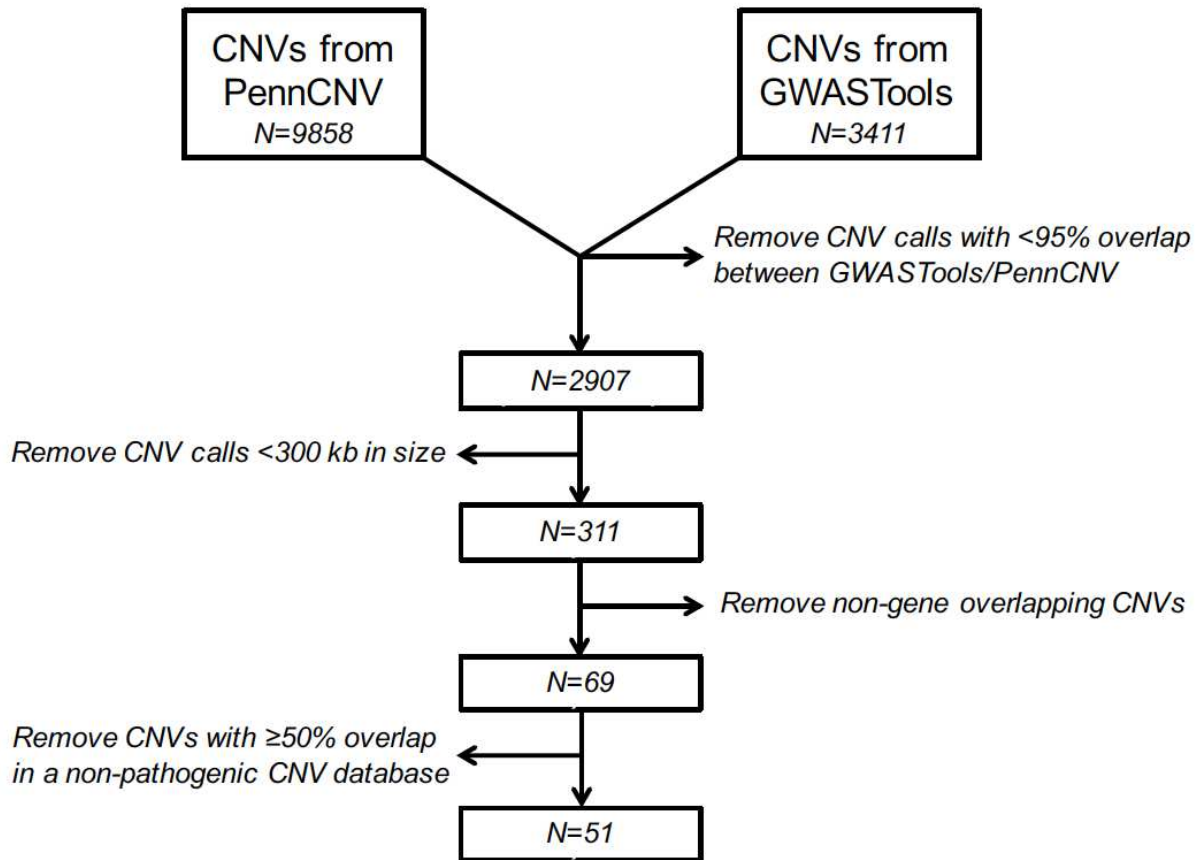 CNVs from
PennCNV
N=9858
CNVs from
GWASTools
N=3411
Remove CNV calls with <95% overlap
between GWASTools/PennCNV
N=2907
Remove CNV calls <300 kb in size
N=311
Remove non-gene overlapping CNVs
N=69
Remove CNVs with ≥50% overlap
in a non-pathogenic CNV database
N=51